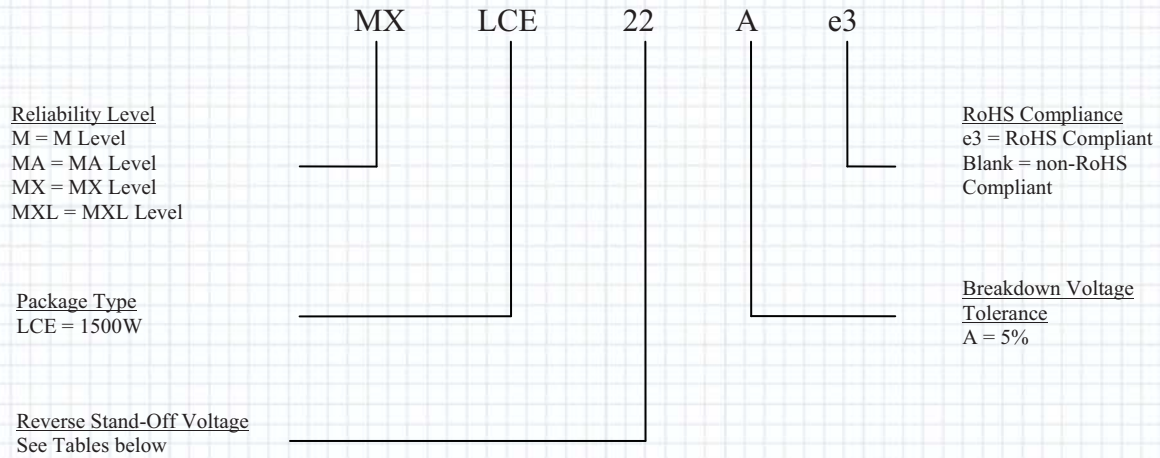 MX LCE 22 A e3
Reliability Level
M = M Level
MA = MA Level
MX = MX Level
MXL = MXL Level
RoHS Compliance
e3 = RoHS Compliant
Blank = non-RoHS
Compliant
Package Type
LCE = 1500W
Breakdown Voltage
Tolerance
A = 5%
Reverse Stand-Off Voltage
See Tables below